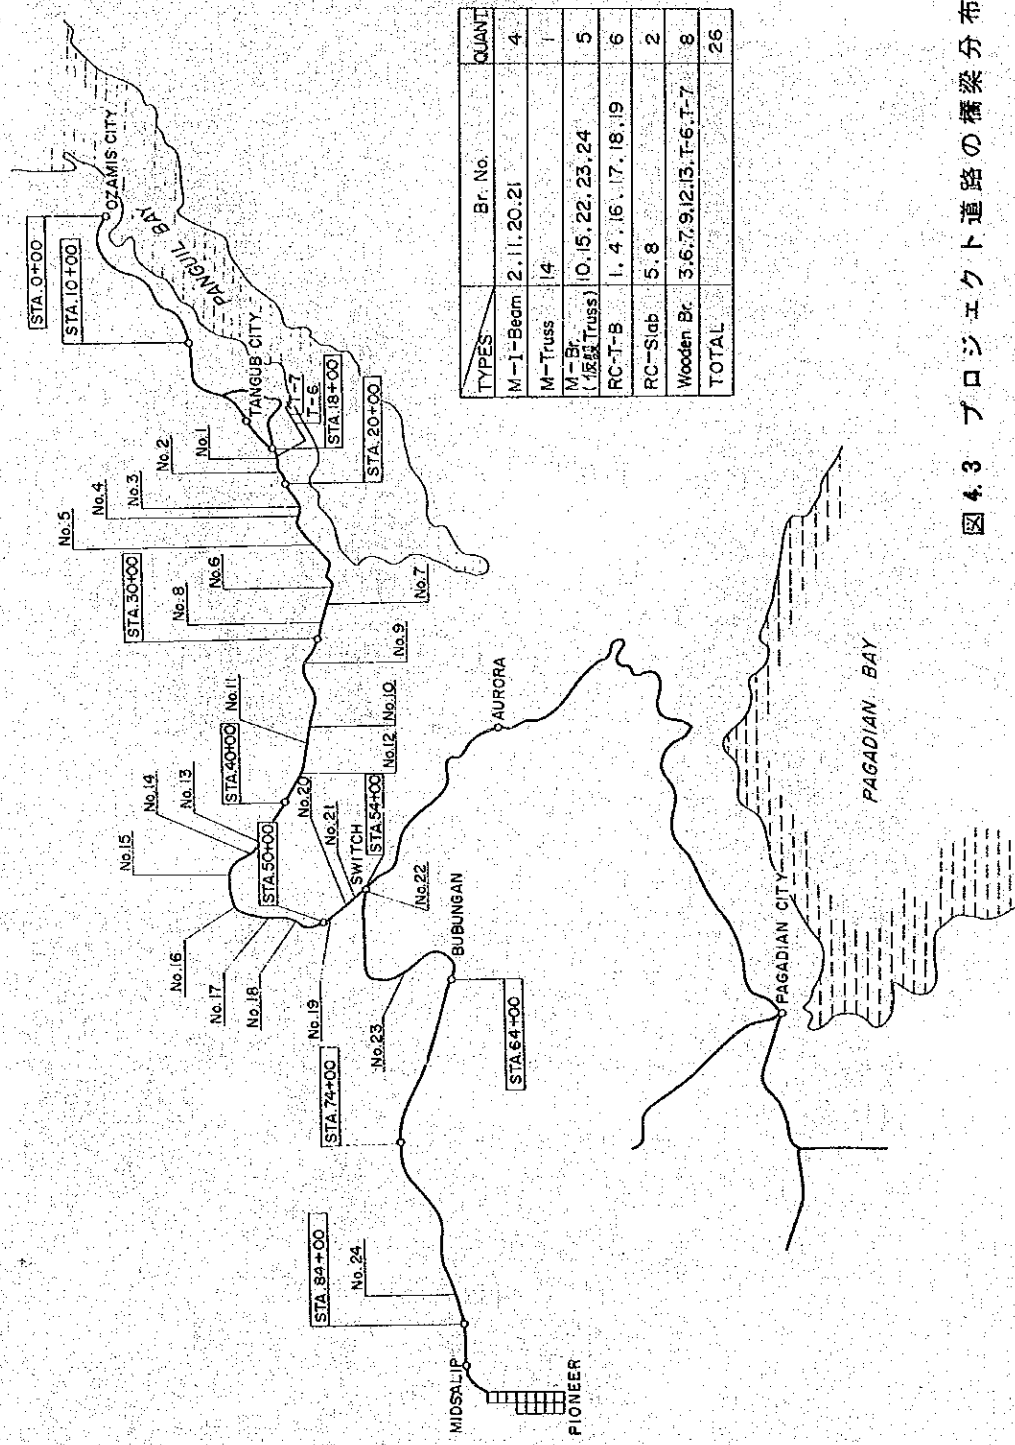 STA.0+00
STA.10+00
OZAMIS CITY
PANGUIL BAY
TANGUB CITY
T-7
T-6
STA.18+00
STA.20+00
No.1
No.2
No.3
No.4
No.5
No.6
No.7
No.8
STA.30+00
No.9
No.10
No.11
No.12
STA.40+00
No.13
No.14
No.15
No.16
No.17
No.18
No.19
STA.50+00
No.20
No.21
SWITCH
STA.54+00
No.22
AURORA
BUBUNGAN
No.23
STA.64+00
STA.74+00
STA.84+00
No.24
MIDSALIP
PIONEER
PAGADIAN CITY
PAGADIAN BAY
TYPES Br. No. QUANT.
M-I-Beam 2.11.20.21 4
M-Truss 14 1
M-Br. (仮設Truss) 10.15.22.23.24 5
RC-T-B 1.4.16.17.18.19 6
RC-Slab 5.8 2
Wooden Br. 3.6.7.9.12.13.T-6.T-7 8
TOTAL 26
図 4.3 プロジェクト道路の橋梁分布